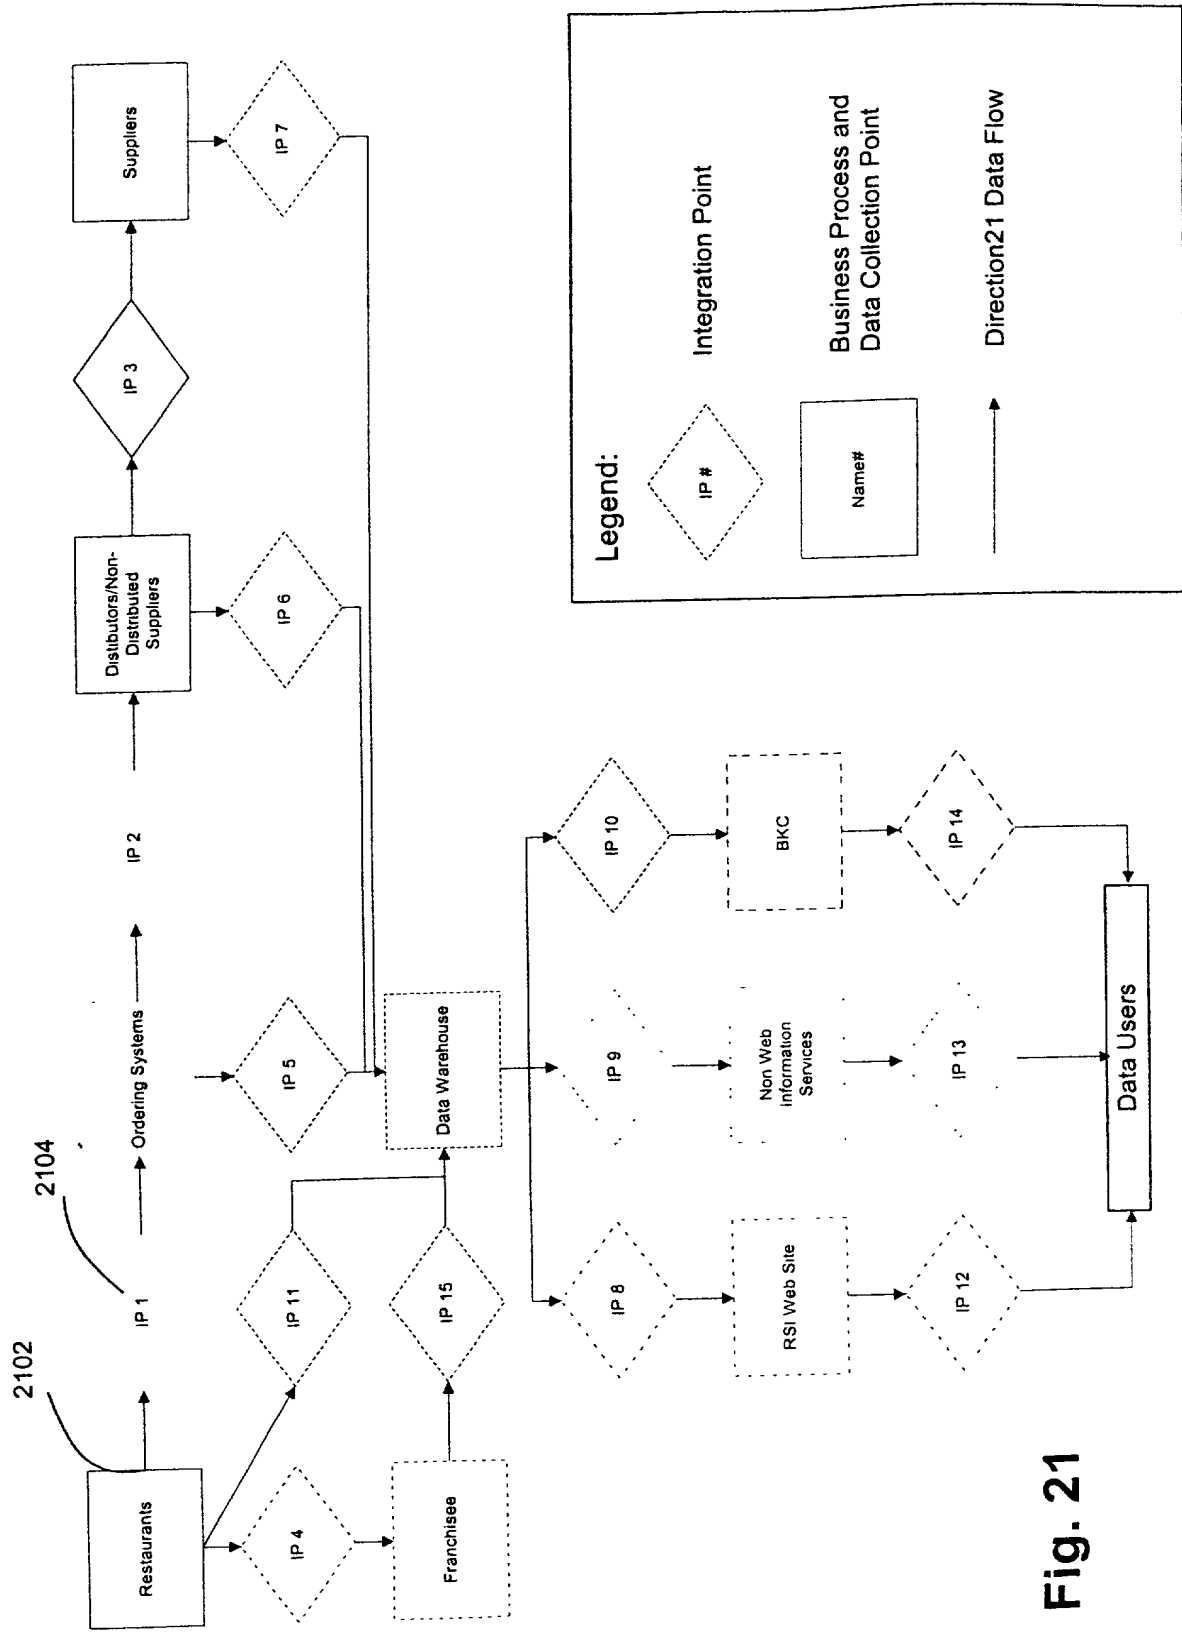 2102
2104
Restaurants
IP 1
Ordering Systems
IP 2
Distibutors/Non-
Distributed
Suppliers
IP 3
Suppliers
IP 4
IP 11
IP 5
IP 6
IP 7
Franchisee
IP 15
Data Warehouse
IP 8
IP 9
IP 10
RSI Web Site
Non Web
Information
Services
BKC
IP 12
IP 13
IP 14
Data Users
Legend:
IP #
Integration Point
Name#
Business Process and
Data Collection Point
Direction21 Data Flow
Fig. 21